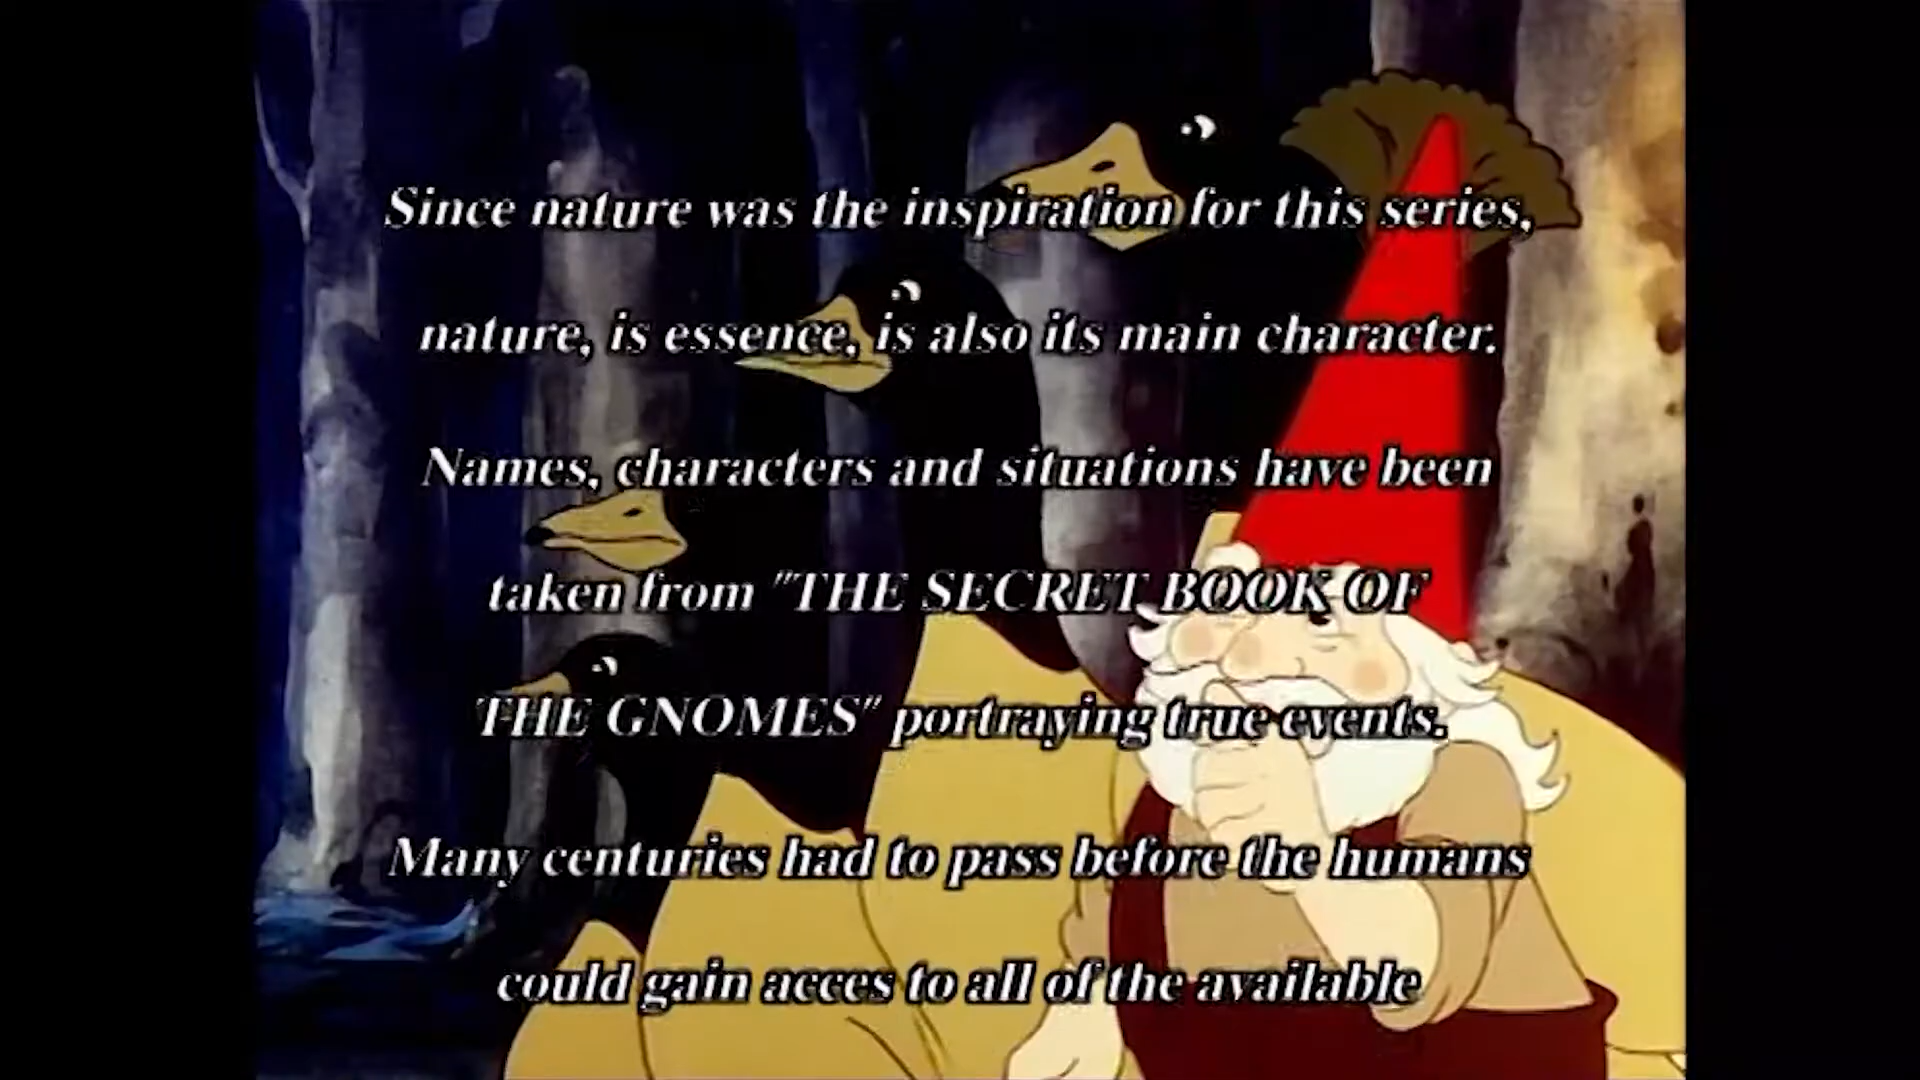 Since nature was the inspiration for this series,
nature, is essence, is also its main character.
Names, characters and situations have been
taken from "THE SECRET BOOK OF
THE GNOMES" portraying true events.
Many centuries had to pass before the humans
could gain acces to all of the available